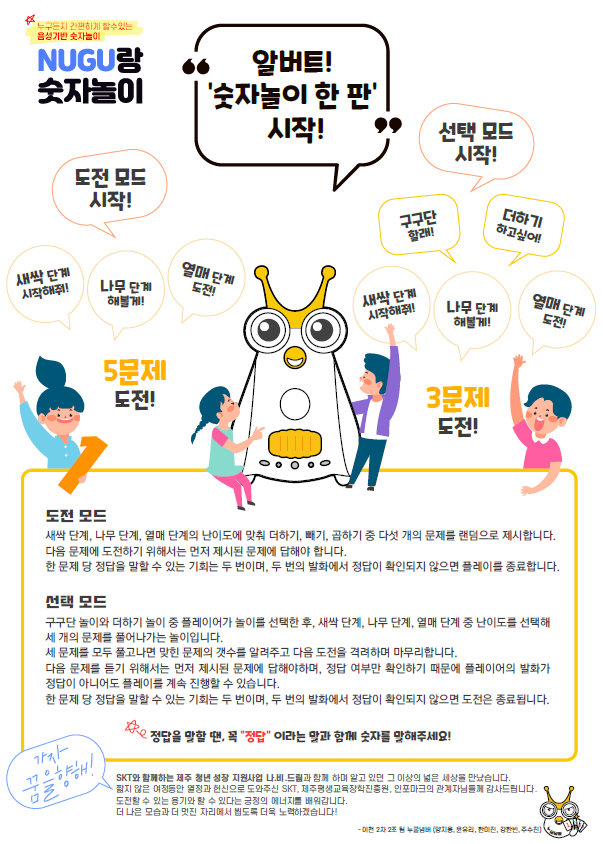 누구든지 간편하게 할수있는
음성기반 숫자놀이
NUGU랑
숫자놀이
알버트!
'숫자놀이 한 판'
시작!
선택 모드
시작!
도전 모드
시작!
구구단
할래!
더하기
하고싶어!
새싹 단계
시작해줘!
나무 단계
해볼게!
열매 단계
도전!
새싹 단계
시작해줘!
나무 단계
해볼게!
열매 단계
도전!
5문제
도전!
3문제
도전!
1
도전 모드
새싹 단계, 나무 단계, 열매 단계의 난이도에 맞춰 더하기, 빼기, 곱하기 중 다섯 개의 문제를 랜덤으로 제시합니다.
다음 문제에 도전하기 위해서는 먼저 제시된 문제에 답해야 합니다.
한 문제 당 정답을 말할 수 있는 기회는 두 번이며, 두 번의 발화에서 정답이 확인되지 않으면 플레이를 종료합니다.
선택 모드
구구단 놀이와 더하기 놀이 중 플레이어가 놀이를 선택한 후, 새싹 단계, 나무 단계, 열매 단계 중 난이도를 선택해
세 개의 문제를 풀어나가는 놀이입니다.
세 문제를 모두 풀고나면 맞힌 문제의 갯수를 알려주고 다음 도전을 격려하며 마무리합니다.
다음 문제를 듣기 위해서는 먼저 제시된 문제에 답해야하며, 정답 여부만 확인하기 때문에 플레이어의 발화가
정답이 아니어도 플레이를 계속 진행할 수 있습니다.
한 문제 당 정답을 말할 수 있는 기회는 두 번이며, 두 번의 발화에서 정답이 확인되지 않으면 도전은 종료됩니다.
정답을 말할 땐, 꼭 "정답" 이라는 말과 함께 숫자를 말해주세요!
가자~
꿈을향해!
SKT와 함께하는 제주 청년 성장 지원사업 나.비.드림과 함께 하며 알고 있던 그 이상의 넓은 세상을 만났습니다.
짧지 않은 여정동안 열정과 헌신으로 도와주신 SKT, 제주평생교육장학진흥원, 인포마크의 관계자님들께 감사드립니다.
도전할 수 있는 용기와 할 수 있다는 긍정의 에너지를 배워갑니다.
더 나은 모습과 더 멋진 자리에서 뵙도록 더욱 노력하겠습니다!